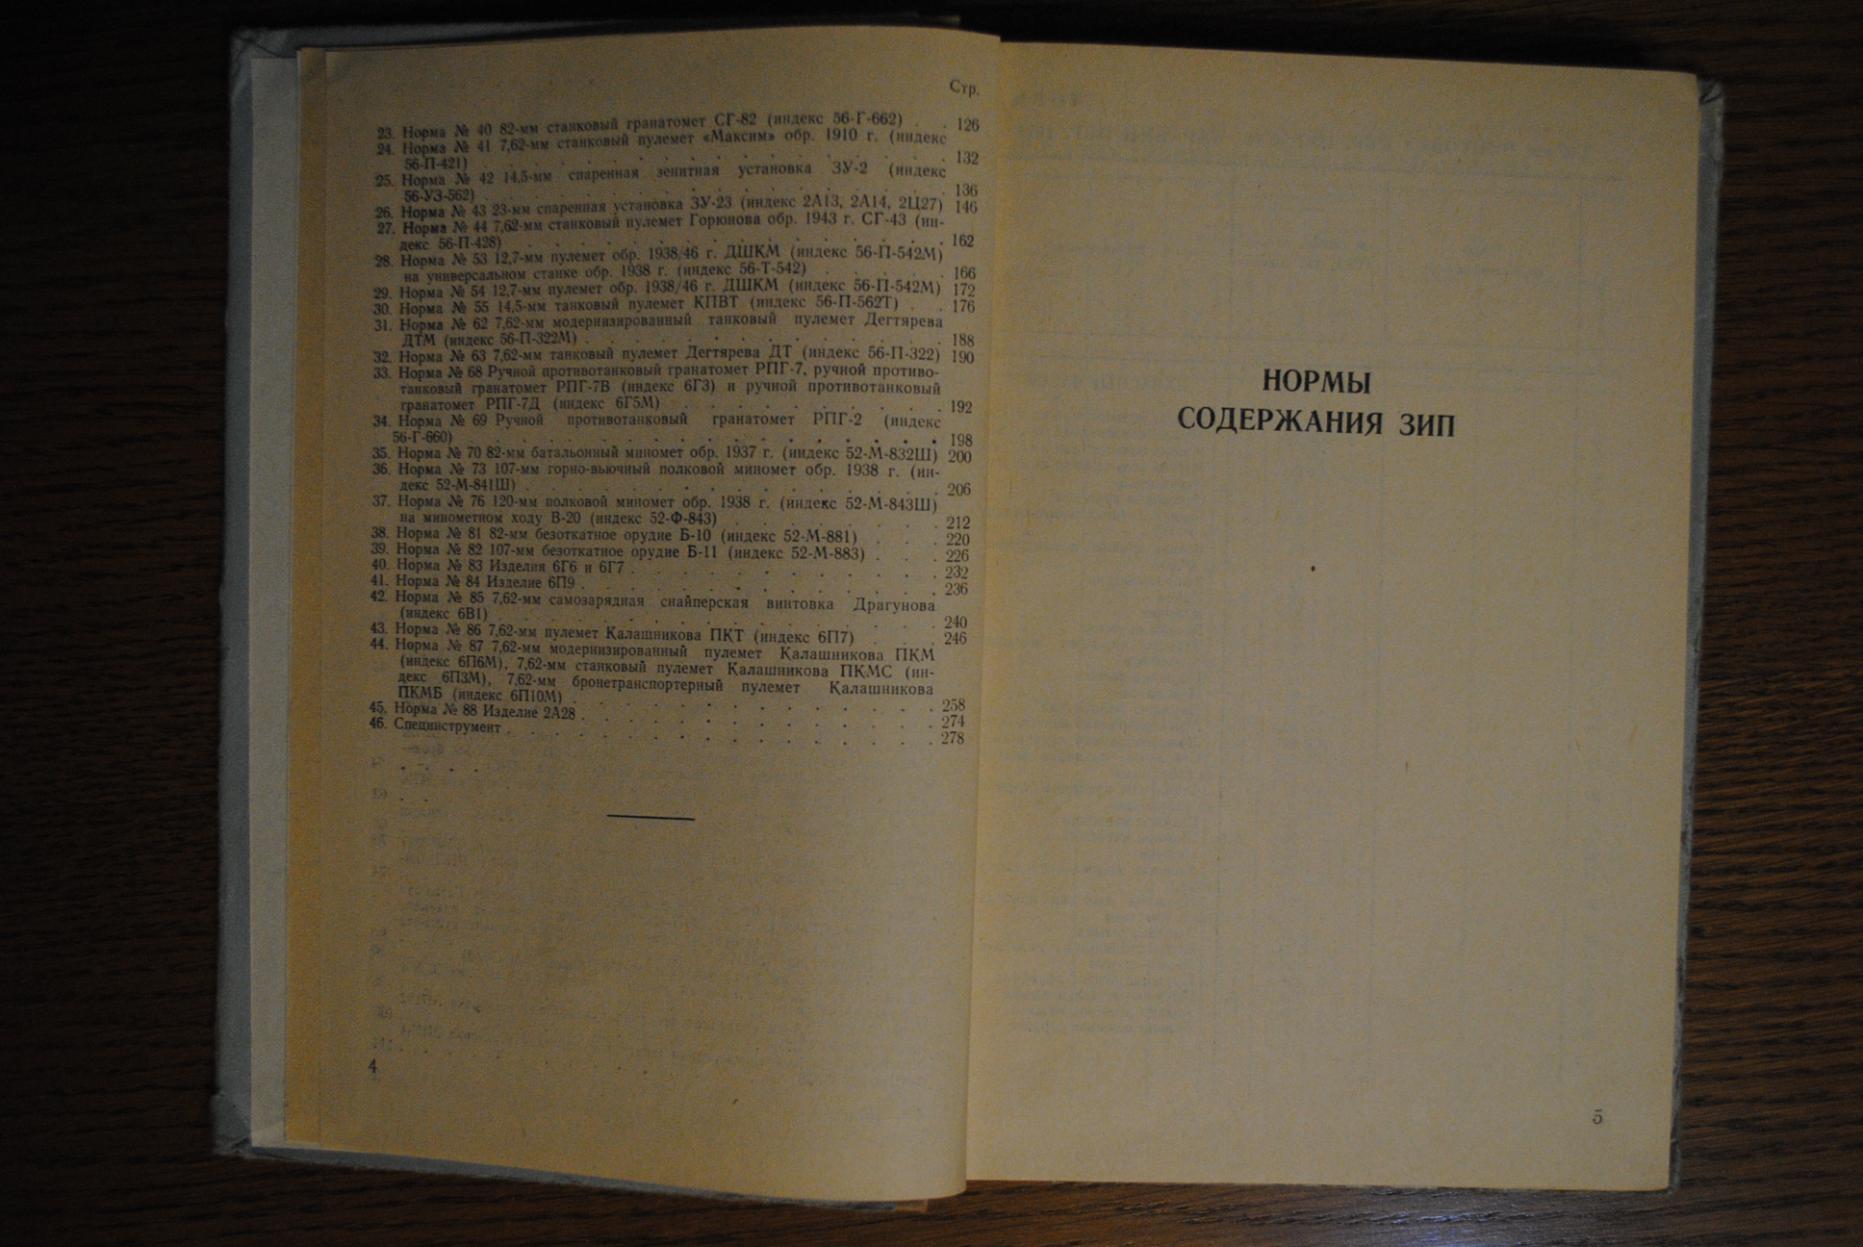 Стр.
23. Норма № 40 82-мм станковый гранатомет СГ-82 (индекс 56-Г-662) . . 126
24. Норма № 41 7,62-мм станковый пулемет «Максим» обр. 1910 г. (индекс
56-П-421) . . . . . . . . . . . . . . 132
25. Норма № 42 14,5-мм спаренная зенитная установка ЗУ-2 (индекс
56-УЗ-562) . . . . . . . . . . . . . . 136
26. Норма № 43 23-мм спаренная установка ЗУ-23 (индекс 2А13, 2А14, 2Ц27) 146
27. Норма № 44 7,62-мм станковый пулемет Горюнова обр. 1943 г. СГ-43 (ин-
декс 56-П-428) . . . . . . . . . . . . . 162
28. Норма № 53 12,7-мм пулемет обр. 1938/46 г. ДШКМ (индекс 56-П-542М)
на универсальном станке обр. 1938 г. (индекс 56-Т-542) . . . . . 166
29. Норма № 54 12,7-мм пулемет обр. 1938/46 г. ДШКМ (индекс 56-П-542М) 172
30. Норма № 55 14,5-мм танковый пулемет КПВТ (индекс 56-П-562Т) . . 176
31. Норма № 62 7,62-мм модернизированный танковый пулемет Дегтярева
ДТМ (индекс 56-П-322М) . . . . . . . . . . . 188
32. Норма № 63 7,62-мм танковый пулемет Дегтярева ДТ (индекс 56-П-322) 190
33. Норма № 68 Ручной противотанковый гранатомет РПГ-7, ручной противо-
танковый гранатомет РПГ-7В (индекс 6Г3) и ручной противотанковый
гранатомет РПГ-7Д (индекс 6Г5М) . . . . . . . . . 192
34. Норма № 69 Ручной противотанковый гранатомет РПГ-2 (индекс
56-Г-660) . . . . . . . . . . . . . . 198
35. Норма № 70 82-мм батальонный миномет обр. 1937 г. (индекс 52-М-832Ш) 200
36. Норма № 73 107-мм горно-вьючный полковой миномет обр. 1938 г. (ин-
декс 52-М-841Ш) . . . . . . . . . . . . . 206
37. Норма № 76 120-мм полковой миномет обр. 1938 г. (индекс 52-М-843Ш)
на минометном ходу В-20 (индекс 52-Ф-843) . . . . . . . 212
38. Норма № 81 82-мм безоткатное орудие Б-10 (индекс 52-М-881) . . . 220
39. Норма № 82 107-мм безоткатное орудие Б-11 (индекс 52-М-883) . . . 226
40. Норма № 83 Изделия 6Г6 и 6Г7 . . . . . . . . . . 232
41. Норма № 84 Изделие 6П9 . . . . . . . . . . . 236
42. Норма № 85 7,62-мм самозарядная снайперская винтовка Драгунова
(индекс 6В1) . . . . . . . . . . . . . 240
43. Норма № 86 7,62-мм пулемет Калашникова ПКТ (индекс 6П7) . . . 246
44. Норма № 87 7,62-мм модернизированный пулемет Калашникова ПКМ
(индекс 6П6М), 7,62-мм станковый пулемет Калашникова ПКМС (ин-
декс 6П3М), 7,62-мм бронетранспортерный пулемет Калашникова
ПКМБ (индекс 6П10М) . . . . . . . . . . . . 258
45. Норма № 88 Изделие 2А28 . . . . . . . . . . . 274
46. Специнструмент . . . . . . . . . . . . . 278
4
НОРМЫ
СОДЕРЖАНИЯ ЗИП
5